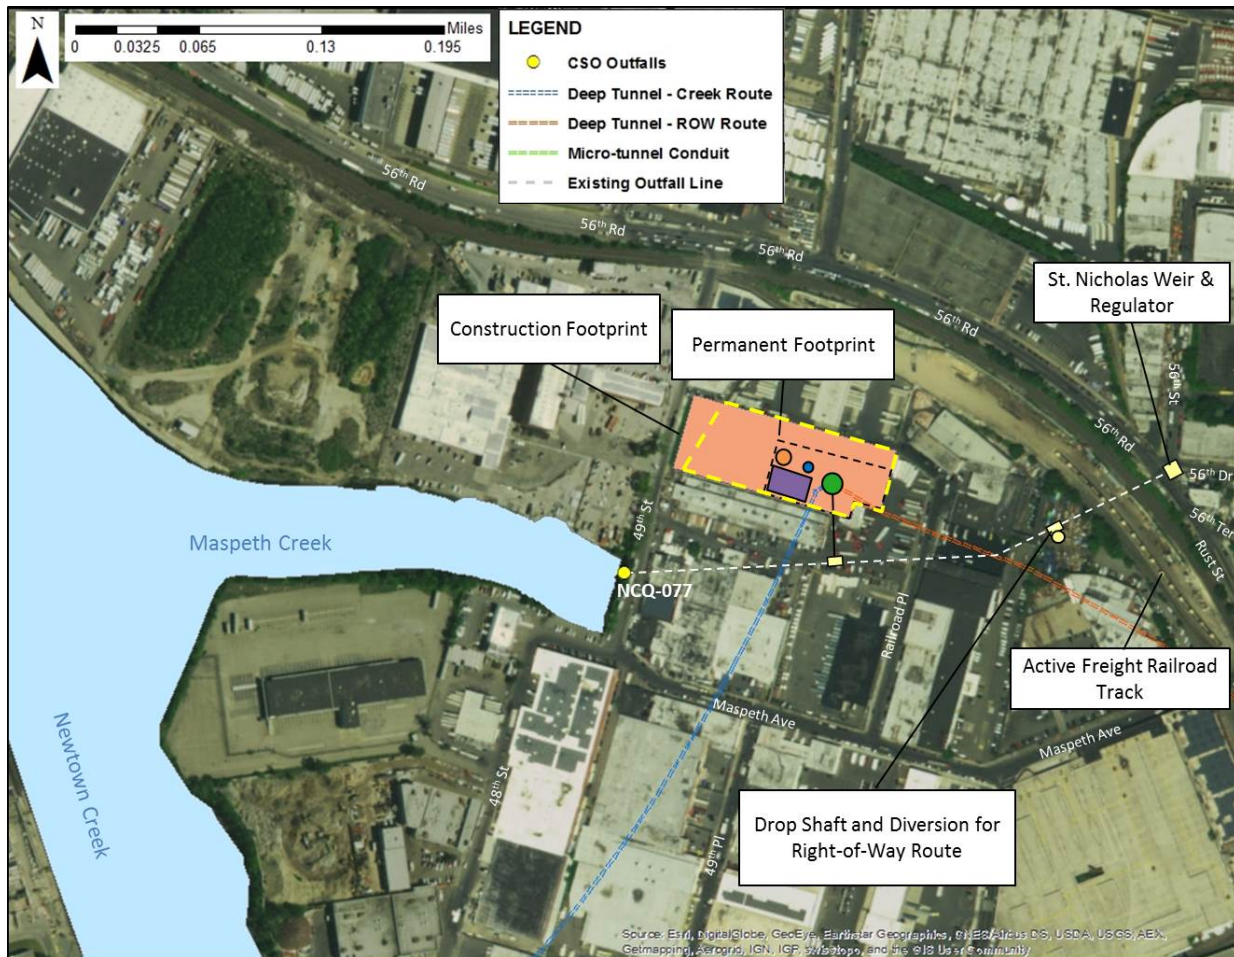 N
Miles
0 0.0325 0.065 0.13 0.195
LEGEND
CSO Outfalls
Deep Tunnel - Creek Route
Deep Tunnel - ROW Route
Micro-tunnel Conduit
Existing Outfall Line
56th Rd
56th Rd
56th Rd
56th Rd
56th Rd
St. Nicholas Weir &
Regulator
Construction Footprint
Permanent Footprint
56th St
56th Dr
56th Ter
Rust St
49th St
Maspeth Creek
NCQ-077
Railroad Pl
Active Freight Railroad
Track
Maspeth Ave
Maspeth Ave
Newtown Creek
48th St
49th Pl
Drop Shaft and Diversion for
Right-of-Way Route
Source: Esri, DigitalGlobe, GeoEye, Earthstar Geographics, CNES/Airbus DS, USDA, USGS, AEX,
Getmapping, Aerogrid, IGN, IGP, swisstopo, and the GIS User Community